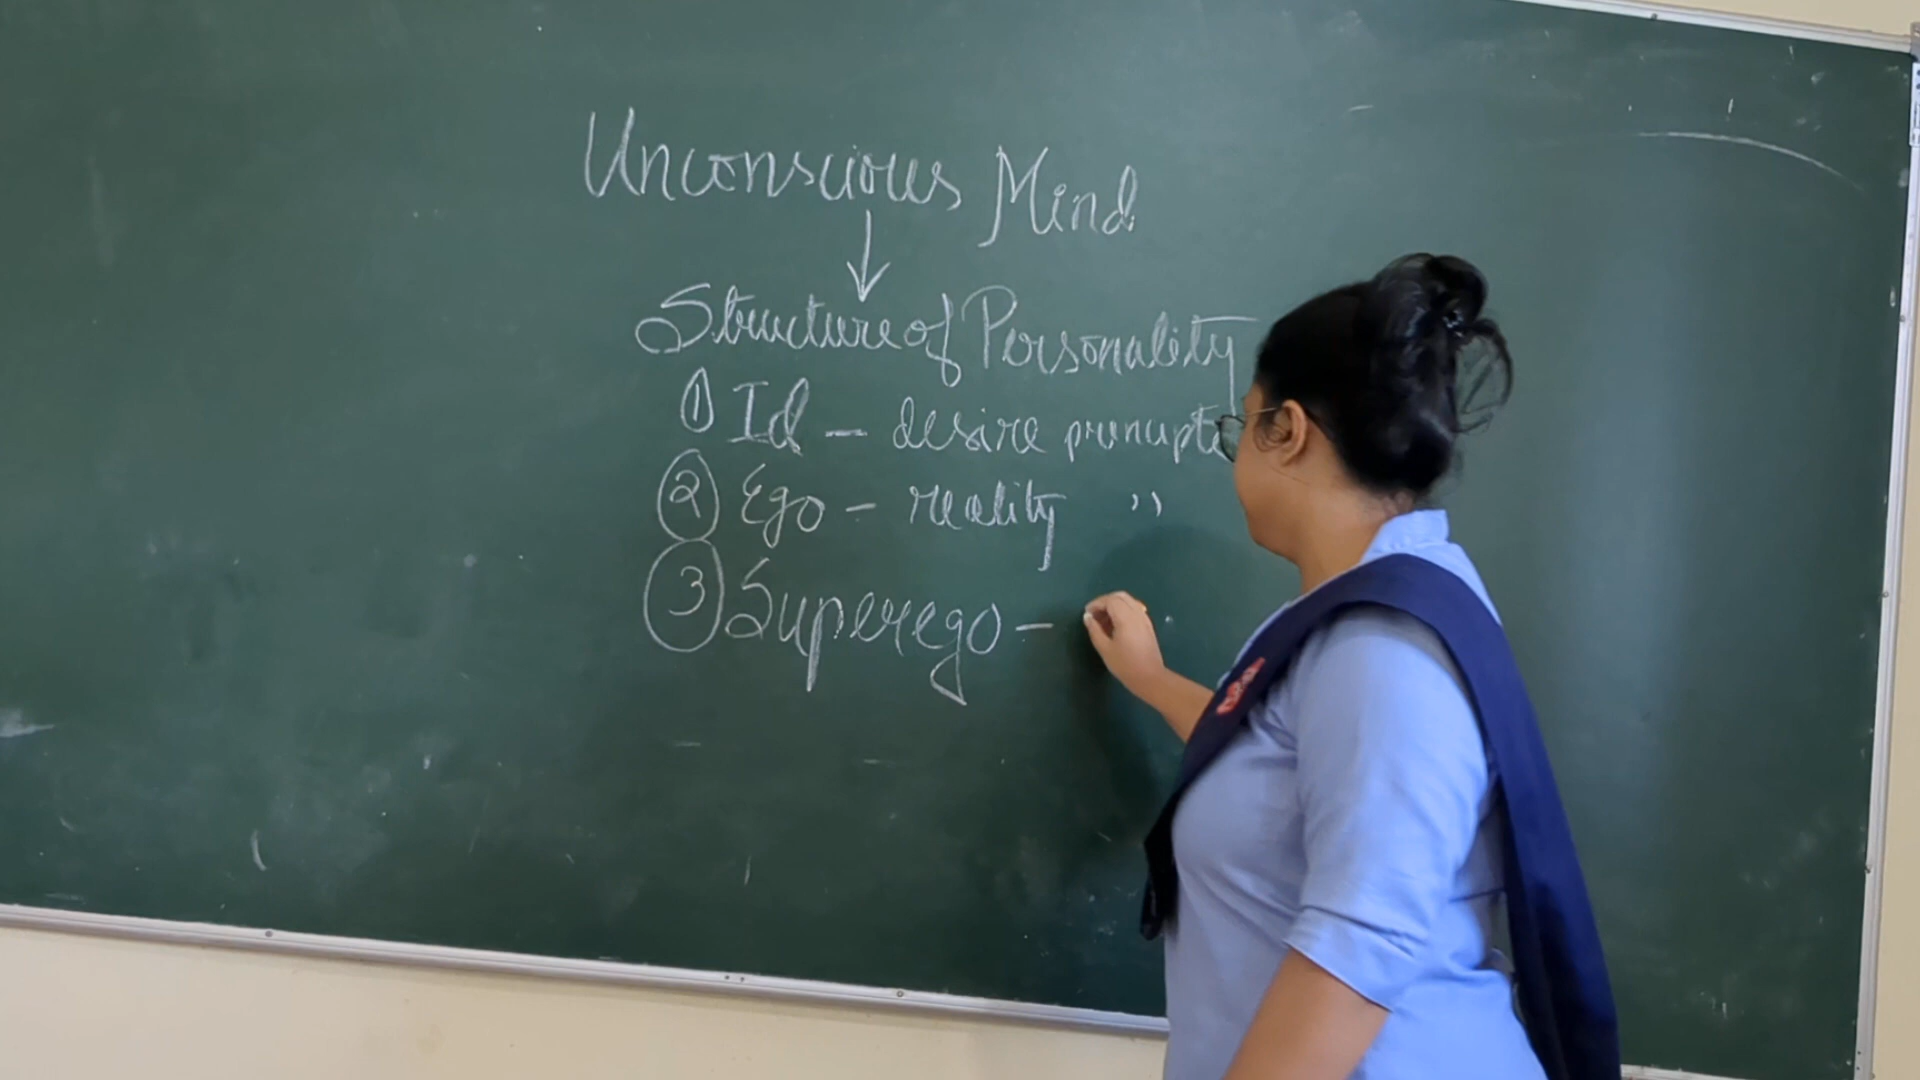 Unconscious Mind
↓
Structure of Personality
① Id – desire
② Ego – reality "
③ Superego –